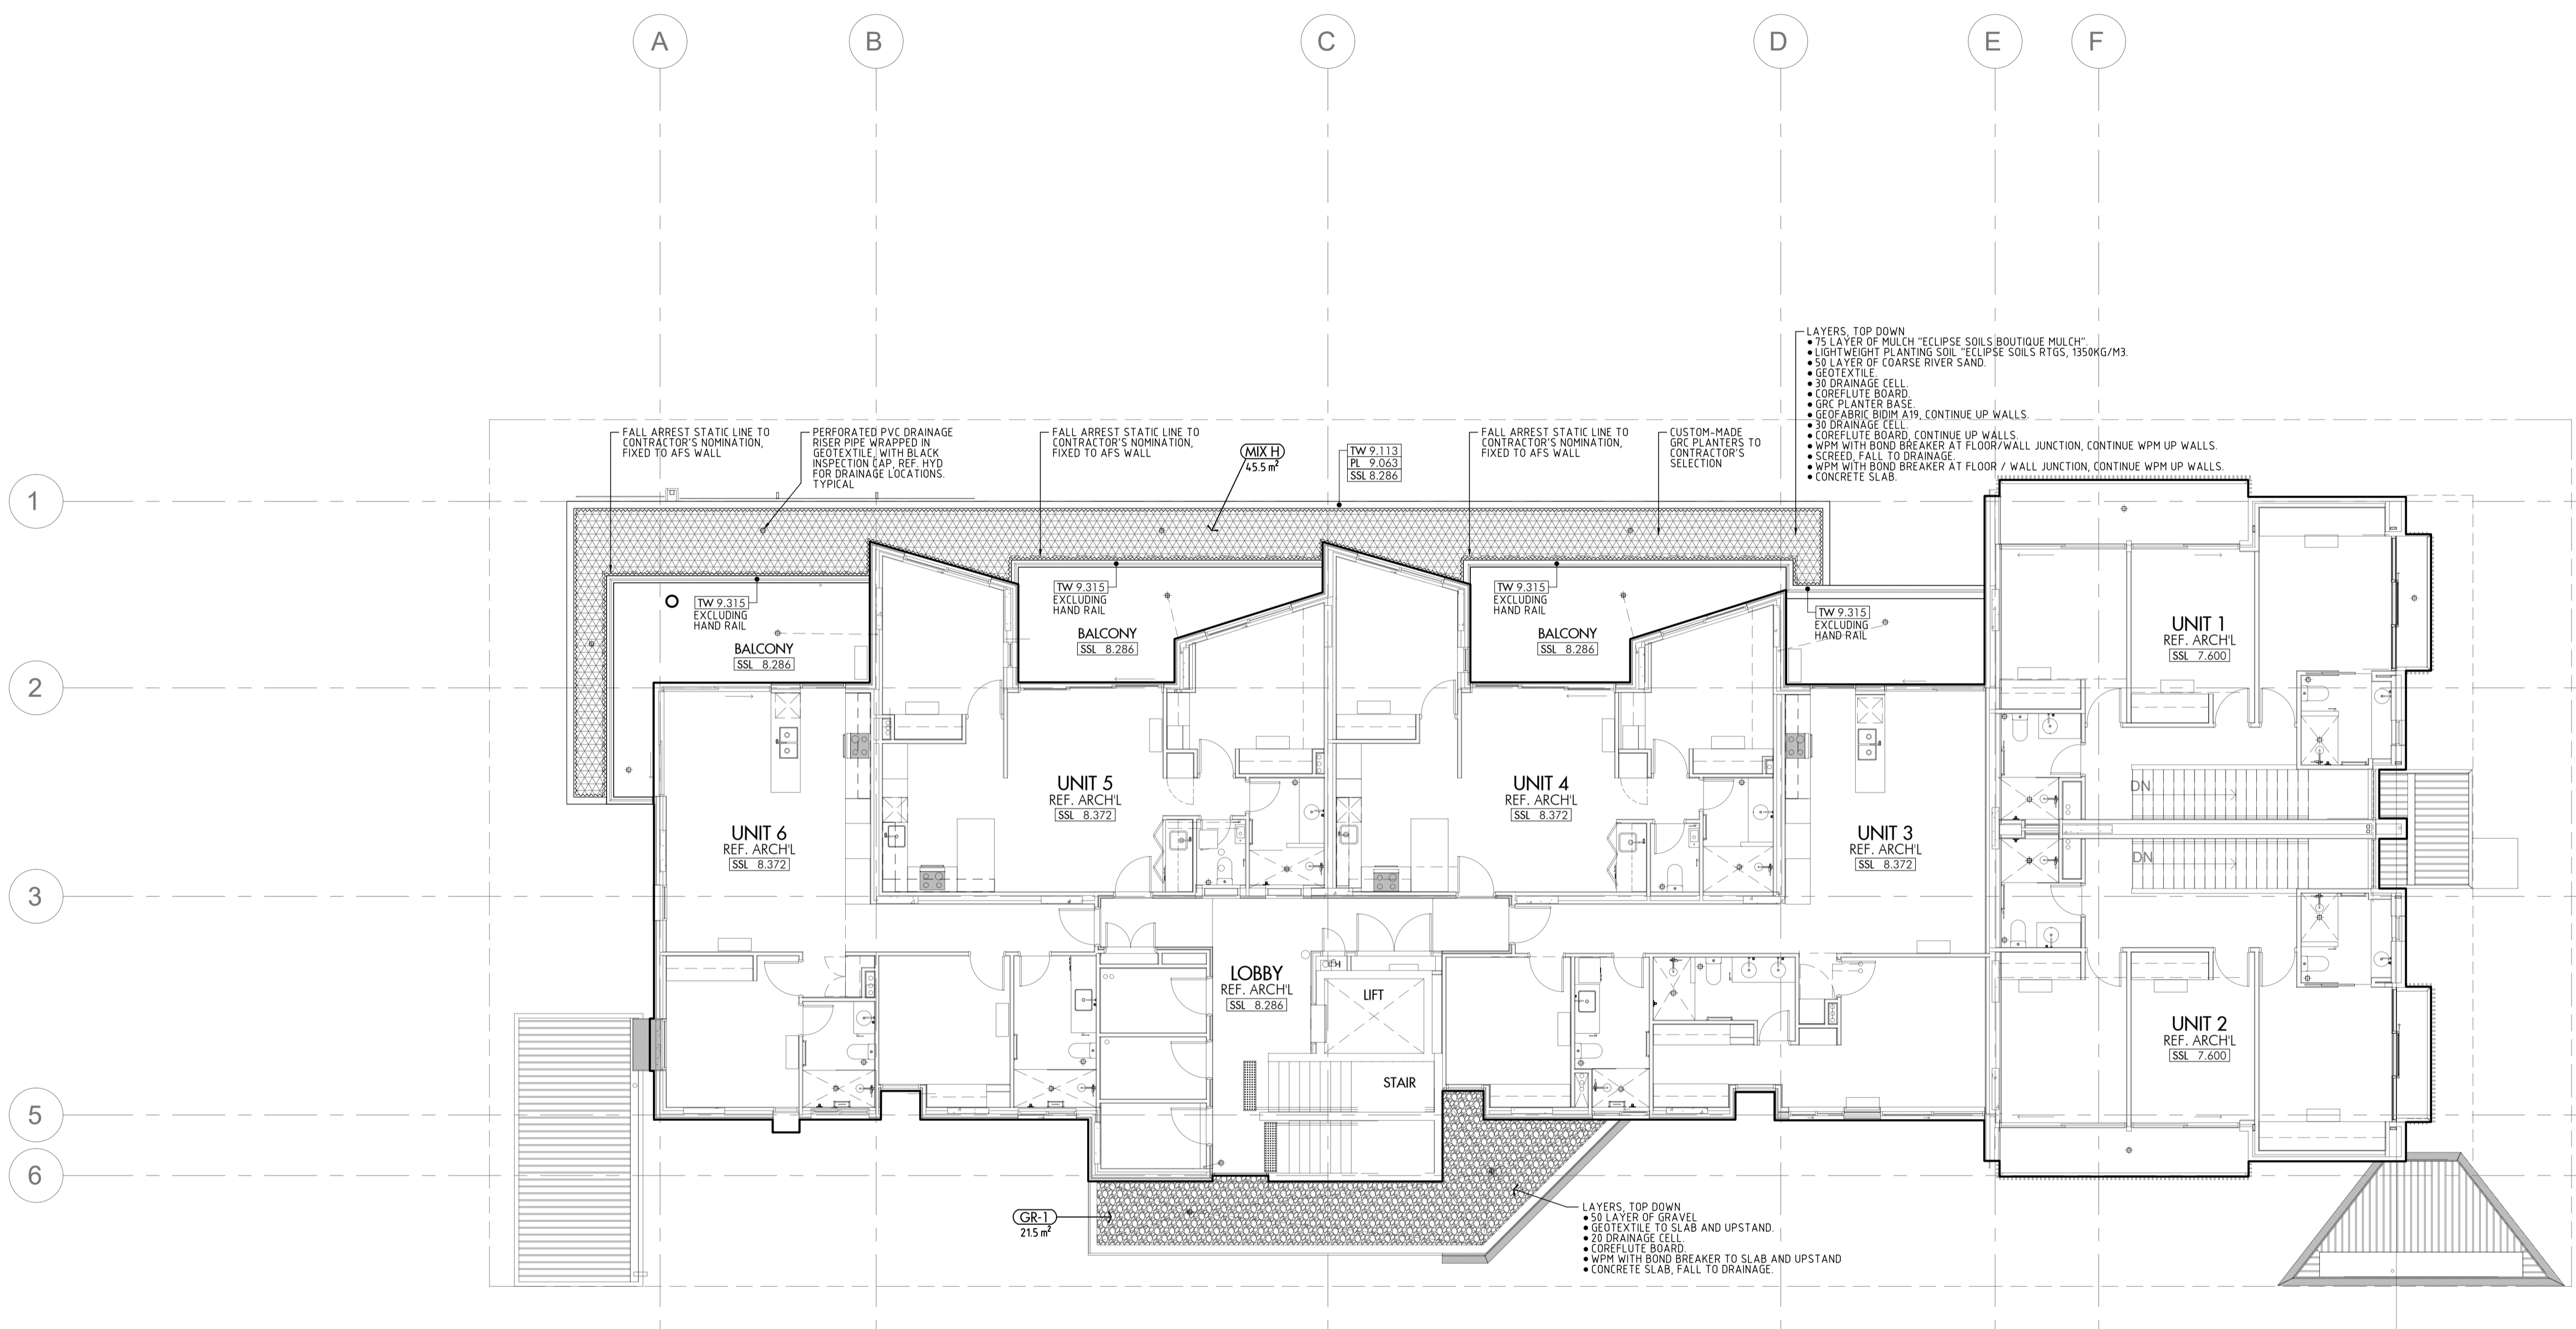 A
B
C
D
E
F
1
2
3
5
6
LAYERS, TOP DOWN
• 75 LAYER OF MULCH "ECLIPSE SOILS BOUTIQUE MULCH".
• LIGHTWEIGHT PLANTING SOIL "ECLIPSE SOILS RTGS, 1350KG/M3.
• 50 LAYER OF COARSE RIVER SAND.
• GEOTEXTILE.
• 30 DRAINAGE CELL.
• COREFLUTE BOARD.
• GRC PLANTER BASE.
• GEOFABRIC BIDIM A19, CONTINUE UP WALLS.
• 30 DRAINAGE CELL.
• COREFLUTE BOARD, CONTINUE UP WALLS.
• WPM WITH BOND BREAKER AT FLOOR/WALL JUNCTION, CONTINUE WPM UP WALLS.
• SCREED, FALL TO DRAINAGE.
• WPM WITH BOND BREAKER AT FLOOR / WALL JUNCTION, CONTINUE WPM UP WALLS.
• CONCRETE SLAB.
FALL ARREST STATIC LINE TO
CONTRACTOR'S NOMINATION,
FIXED TO AFS WALL
PERFORATED PVC DRAINAGE
RISER PIPE WRAPPED IN
GEOTEXTILE, WITH BLACK
INSPECTION CAP, REF. HYD
FOR DRAINAGE LOCATIONS.
TYPICAL
FALL ARREST STATIC LINE TO
CONTRACTOR'S NOMINATION,
FIXED TO AFS WALL
MIX H
45.5 m²
TW 9.113
PL 9.063
SSL 8.286
FALL ARREST STATIC LINE TO
CONTRACTOR'S NOMINATION,
FIXED TO AFS WALL
CUSTOM-MADE
GRC PLANTERS TO
CONTRACTOR'S
SELECTION
TW 9.315
EXCLUDING
HAND RAIL
BALCONY
SSL 8.286
TW 9.315
EXCLUDING
HAND RAIL
BALCONY
SSL 8.286
TW 9.315
EXCLUDING
HAND RAIL
BALCONY
SSL 8.286
TW 9.315
EXCLUDING
HAND RAIL
UNIT 1
REF. ARCH'L
SSL 7.600
UNIT 6
REF. ARCH'L
SSL 8.372
UNIT 5
REF. ARCH'L
SSL 8.372
UNIT 4
REF. ARCH'L
SSL 8.372
UNIT 3
REF. ARCH'L
SSL 8.372
DN
DN
LOBBY
REF. ARCH'L
SSL 8.286
LIFT
STAIR
UNIT 2
REF. ARCH'L
SSL 7.600
GR-1
21.5 m²
LAYERS, TOP DOWN
• 50 LAYER OF GRAVEL
• GEOTEXTILE TO SLAB AND UPSTAND.
• 20 DRAINAGE CELL.
• COREFLUTE BOARD.
• WPM WITH BOND BREAKER TO SLAB AND UPSTAND
• CONCRETE SLAB, FALL TO DRAINAGE.